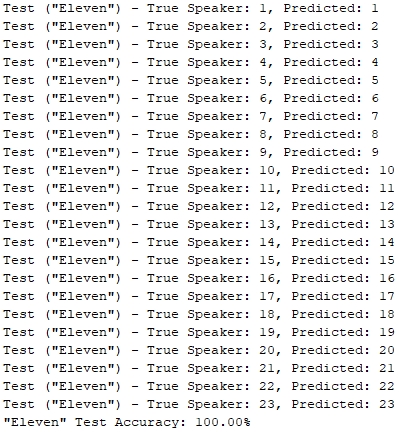 Test ("Eleven") - True Speaker: 1, Predicted: 1
Test ("Eleven") - True Speaker: 2, Predicted: 2
Test ("Eleven") - True Speaker: 3, Predicted: 3
Test ("Eleven") - True Speaker: 4, Predicted: 4
Test ("Eleven") - True Speaker: 5, Predicted: 5
Test ("Eleven") - True Speaker: 6, Predicted: 6
Test ("Eleven") - True Speaker: 7, Predicted: 7
Test ("Eleven") - True Speaker: 8, Predicted: 8
Test ("Eleven") - True Speaker: 9, Predicted: 9
Test ("Eleven") - True Speaker: 10, Predicted: 10
Test ("Eleven") - True Speaker: 11, Predicted: 11
Test ("Eleven") - True Speaker: 12, Predicted: 12
Test ("Eleven") - True Speaker: 13, Predicted: 13
Test ("Eleven") - True Speaker: 14, Predicted: 14
Test ("Eleven") - True Speaker: 15, Predicted: 15
Test ("Eleven") - True Speaker: 16, Predicted: 16
Test ("Eleven") - True Speaker: 17, Predicted: 17
Test ("Eleven") - True Speaker: 18, Predicted: 18
Test ("Eleven") - True Speaker: 19, Predicted: 19
Test ("Eleven") - True Speaker: 20, Predicted: 20
Test ("Eleven") - True Speaker: 21, Predicted: 21
Test ("Eleven") - True Speaker: 22, Predicted: 22
Test ("Eleven") - True Speaker: 23, Predicted: 23
"Eleven" Test Accuracy: 100.00%